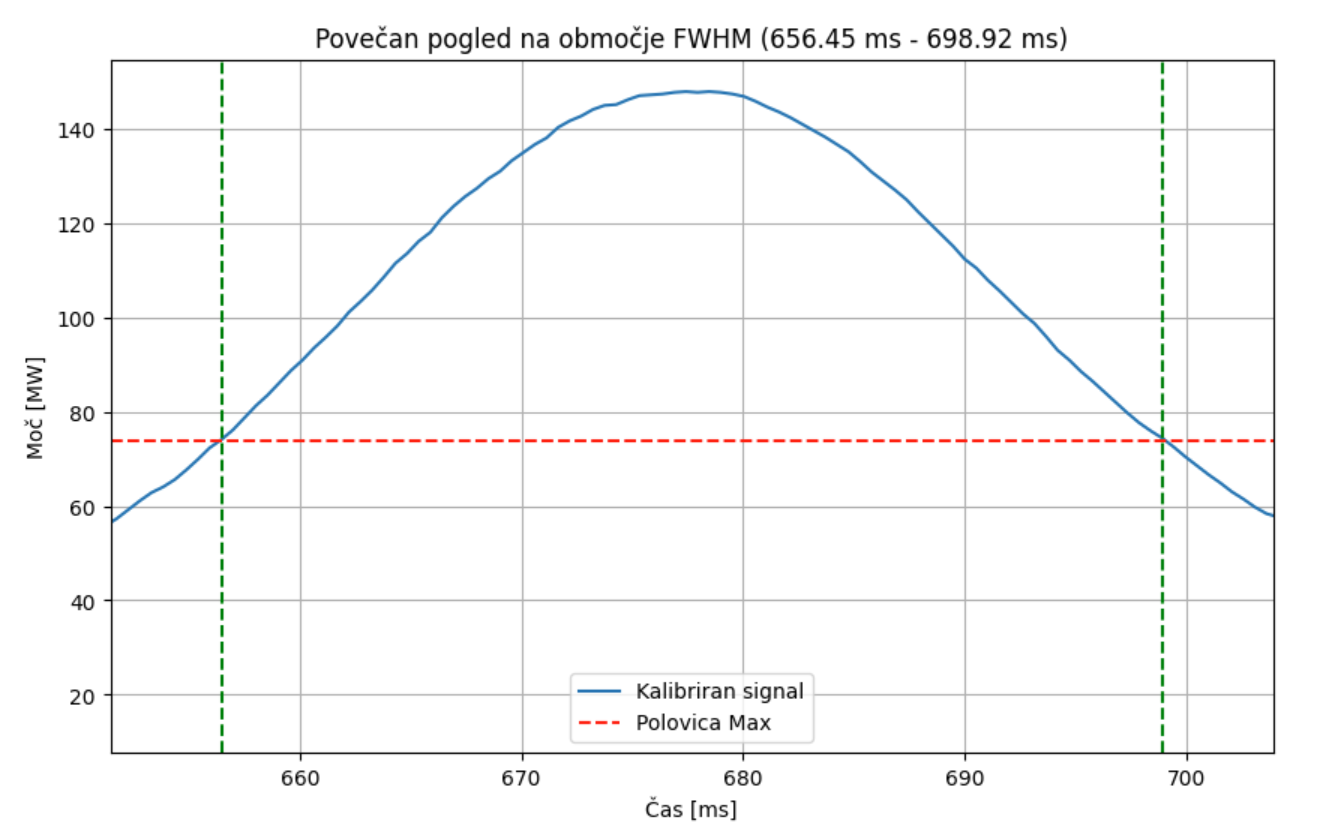 Povečan pogled na območje FWHM (656.45 ms - 698.92 ms)
Moč [MW]
140
120
100
80
60
40
20
Kalibriran signal
Polovica Max
660
670
680
690
700
Čas [ms]